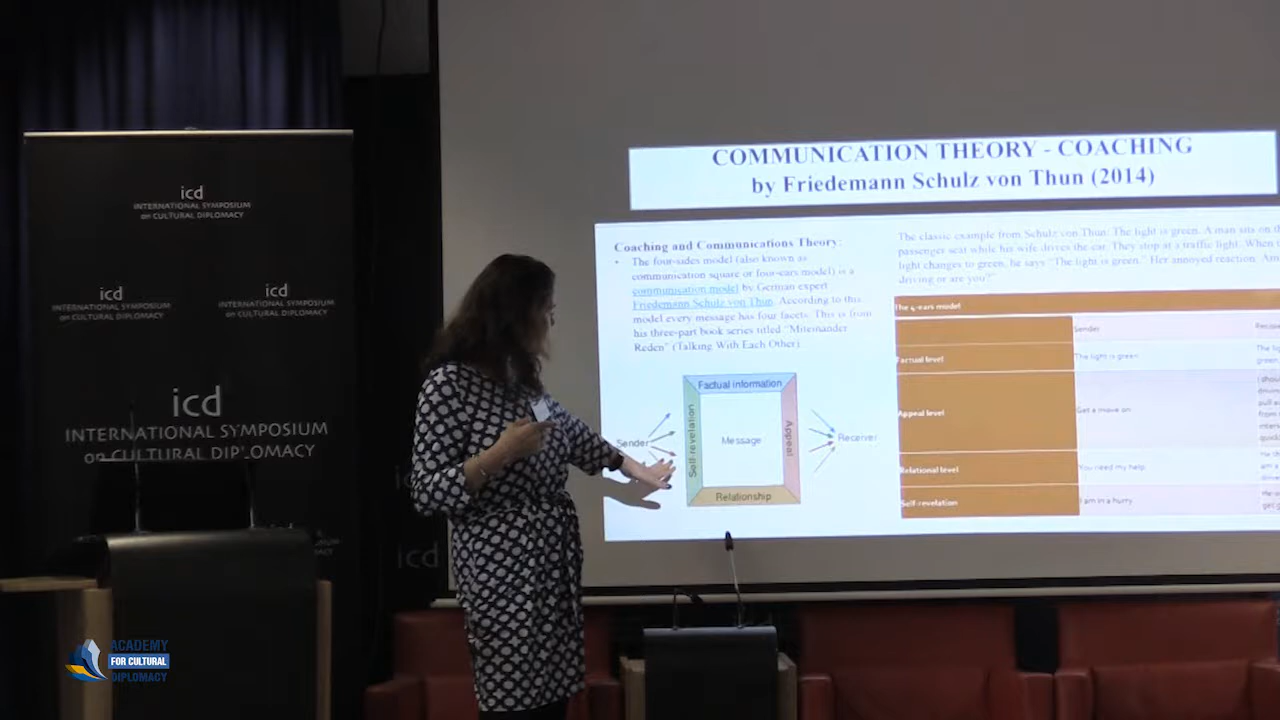 icd
INTERNATIONAL SYMPOSIUM
on CULTURAL DIPLOMACY
icd
INTERNATIONAL SYMPOSIUM
on CULTURAL DIPLOMACY
icd
INTERNATIONAL SYMPOSIUM
on CULTURAL DIPLOMACY
icd
INTERNATIONAL SYMPOSIUM
on CULTURAL DIPLOMACY
icd
ACADEMY
FOR CULTURAL
DIPLOMACY
COMMUNICATION THEORY - COACHING
by Friedemann Schulz von Thun (2014)
Coaching and Communications Theory:
• The four-sides model (also known as
communication square or four-ears model) is a
communication model by German expert
Friedemann Schulz von Thun. According to this
model every message has four facets. This is from
his three-part book series titled "Miteinander
Reden" (Talking With Each Other)
Factual information
Sender
Self-revelation
Message
Appeal
Receiver
Relationship
The classic example from Schulz von Thun: The light is green. A man sits on the
passenger seat while his wife drives the car. They stop at a traffic light. When
light changes to green, he says "The light is green." Her annoyed reaction: Am
driving or are you?"
The 4-ears model
Sender
Factual level
The light is green
The
green
Appeal level
Get a move on
from
Relational level
You need my help
He
am a
Self-revelation
I am in a hurry